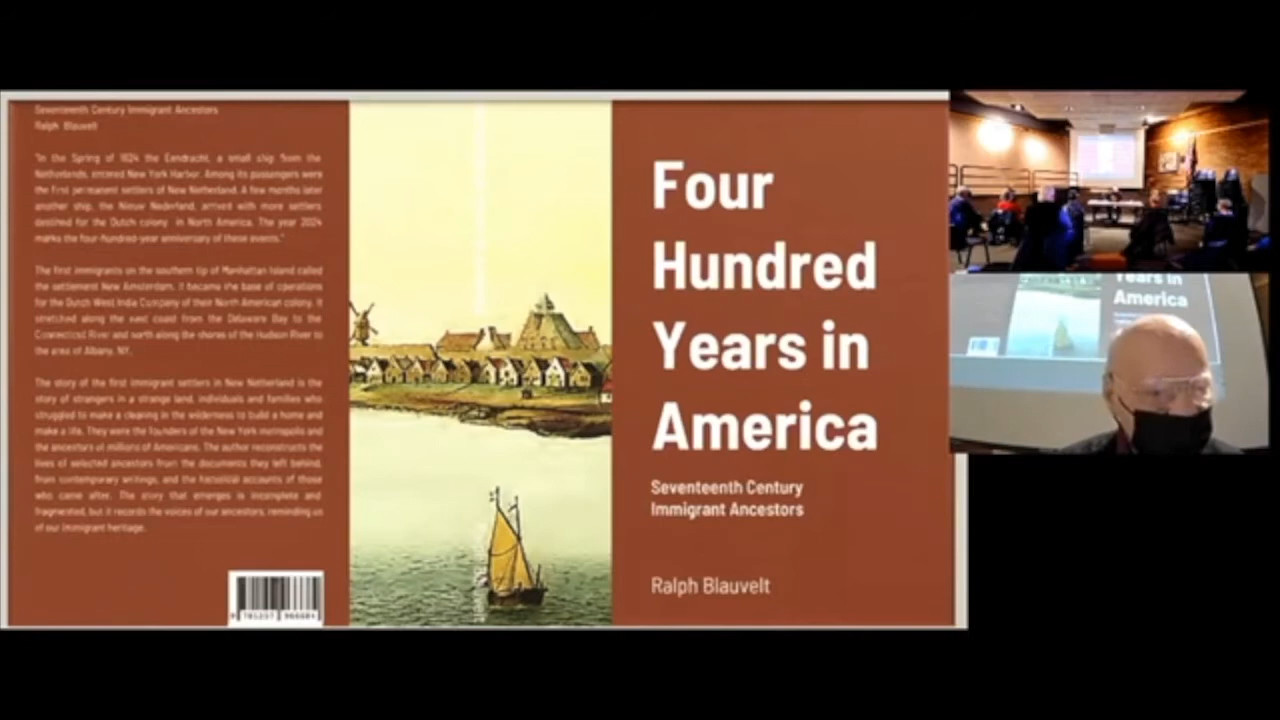 Seventeenth Century Immigrant Ancestors
Ralph Blauvelt
"In the Spring of 1624 the Eendracht, a small ship from the
Netherlands, entered New York Harbor. Among its passengers were
the first permanent settlers of New Netherland. A few months later
another ship, the Nieuw Nederland, arrived with more settlers
destined for the Dutch colony in North America. The year 2024
marks the four-hundred-year anniversary of these events."
The first immigrants on the southern tip of Manhattan Island called
the settlement New Amsterdam. It became the base of operations
for the Dutch West India Company of their North American colony. It
stretched along the east coast from the Delaware Bay to the
Connecticut River and north along the shores of the Hudson River to
the area of Albany, NY.
The story of the first immigrant settlers in New Netherland is the
story of strangers in a strange land, individuals and families who
struggled to make a clearing in the wilderness to build a home and
make a life. They were the founders of the New York metropolis and
the ancestors of millions of Americans. The author reconstructs the
lives of selected ancestors from the documents they left behind,
from contemporary writings, and the historical accounts of those
who came after. The story that emerges is incomplete and
fragmented, but it records the voices of our ancestors, reminding us
of our immigrant heritage.
Four
Hundred
Years in
America
Seventeenth Century
Immigrant Ancestors
Ralph Blauvelt
Years in
America